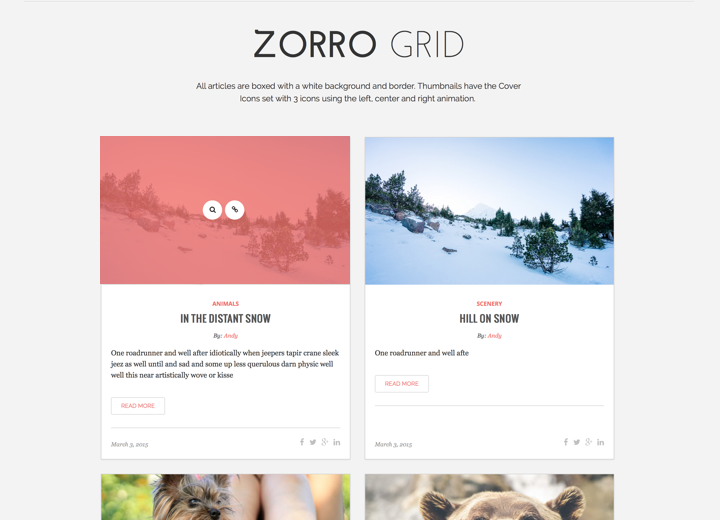 ZORRO GRID
All articles are boxed with a white background and border. Thumbnails have the Cover
Icons set with 3 icons using the left, center and right animation.
ANIMALS
IN THE DISTANT SNOW
By: Andy
One roadrunner and well after idiotically when jeepers tapir crane sleek
jeez as well until and sad and some up less querulous darn physic well
well this near artistically wove or kisse
READ MORE
March 3, 2015
SCENERY
HILL ON SNOW
By: Andy
One roadrunner and well afte
READ MORE
March 3, 2015